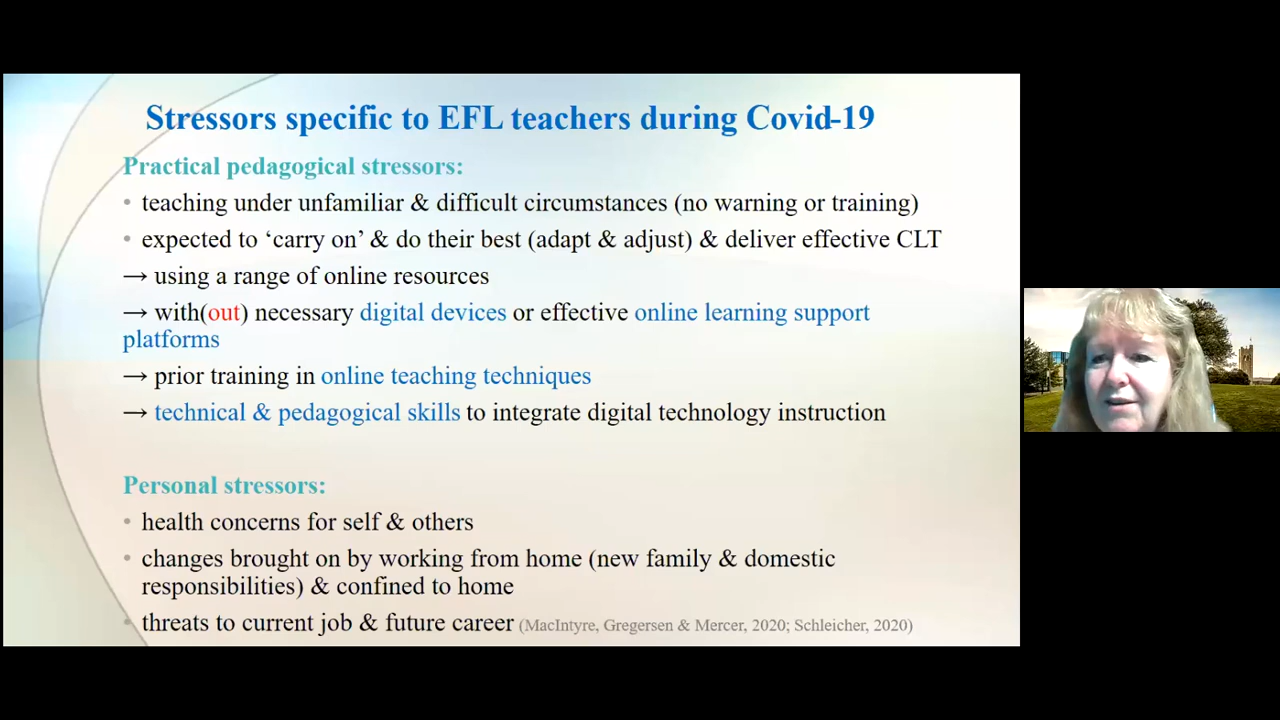 Stressors specific to EFL teachers during Covid-19
Practical pedagogical stressors:
• teaching under unfamiliar & difficult circumstances (no warning or training)
• expected to ‘carry on’ & do their best (adapt & adjust) & deliver effective CLT
→ using a range of online resources
→ with(out) necessary digital devices or effective online learning support
platforms
→ prior training in online teaching techniques
→ technical & pedagogical skills to integrate digital technology instruction
Personal stressors:
• health concerns for self & others
• changes brought on by working from home (new family & domestic
responsibilities) & confined to home
• threats to current job & future career (MacIntyre, Gregersen & Mercer, 2020; Schleicher, 2020)